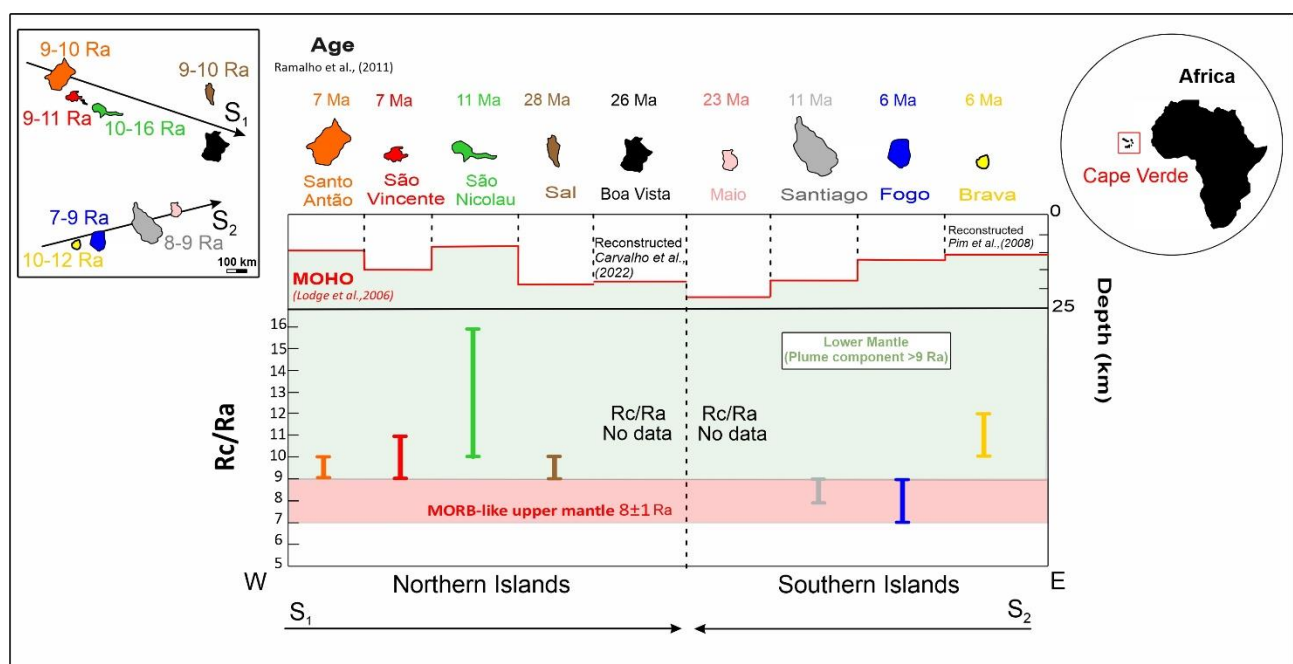 9-10 Ra
9-10 Ra
9-11 Ra
10-16 Ra
S1
7-9 Ra
S2
8-9 Ra
10-12 Ra
100 km
Age
Ramalho et al., (2011)
7 Ma
7 Ma
11 Ma
28 Ma
26 Ma
23 Ma
11 Ma
6 Ma
6 Ma
Santo
Antão
São
Vincente
São
Nicolau
Sal
Boa Vista
Maio
Santiago
Fogo
Brava
Africa
Cape Verde
MOHO
(Lodge et al.,2006)
Reconstructed
Carvalho et al.,
(2022)
Reconstructed
Pim et al.,(2008)
0
25
Depth (km)
Rc/Ra
16
15
14
13
12
11
10
9
8
7
6
5
Lower Mantle
(Plume component >9 Ra)
Rc/Ra
No data
Rc/Ra
No data
MORB-like upper mantle 8±1 Ra
W
Northern Islands
Southern Islands
E
S1
S2